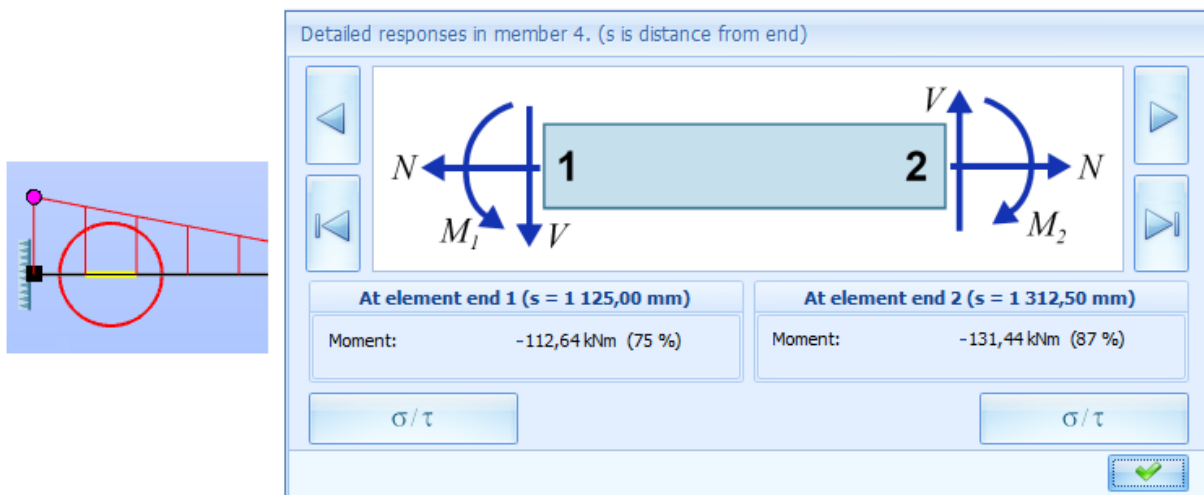 Detailed responses in member 4. (s is distance from end)
N
M₁
V
1
2
V
N
M₂
At element end 1 (s = 1 125,00 mm)
Moment: -112,64 kNm (75 %)
At element end 2 (s = 1 312,50 mm)
Moment: -131,44 kNm (87 %)
σ/τ
σ/τ